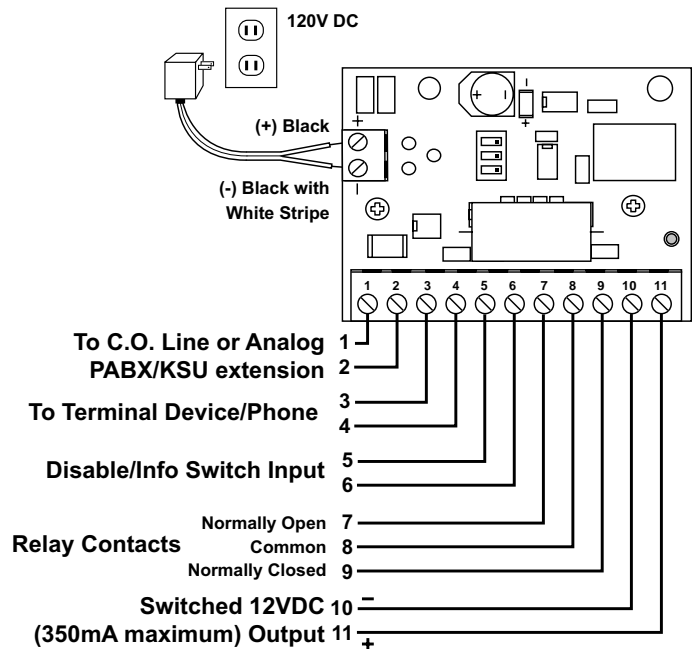 120V DC
(+) Black
(-) Black with
White Stripe
+
−
+ −
−
+
1 2 3 4 5 6 7 8 9 10 11
To C.O. Line or Analog 1
PABX/KSU extension 2
To Terminal Device/Phone 3
4
Disable/Info Switch Input 5
6
Relay Contacts
Normally Open 7
Common 8
Normally Closed 9
Switched 12VDC 10 −
(350mA maximum) Output 11 +